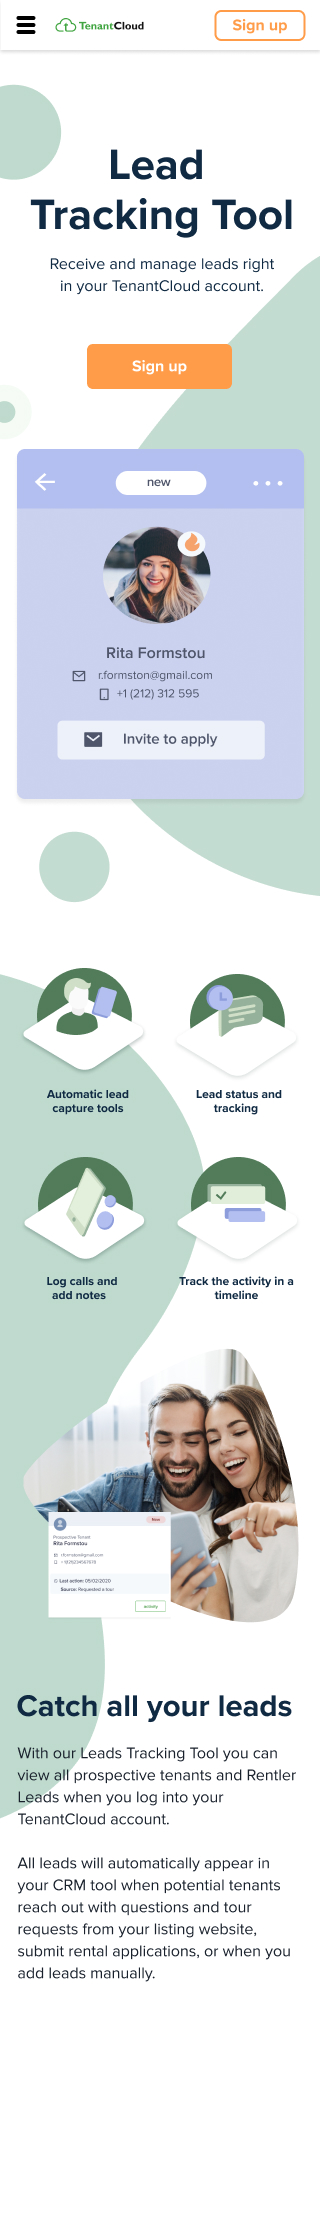 TenantCloud
Sign up
Lead
Tracking Tool
Receive and manage leads right
in your TenantCloud account.
Sign up
new
Rita Formstou
r.formston@gmail.com
+1 (212) 312 595
Invite to apply
Automatic lead
capture tools
Lead status and
tracking
Log calls and
add notes
Track the activity in a
timeline
New
Prospective Tenant
Rita Formstou
Last action: 05/02/2020
Source: Requested a tour
Activity
Catch all your leads
With our Leads Tracking Tool you can
view all prospective tenants and Rentler
Leads when you log into your
TenantCloud account.
All leads will automatically appear in
your CRM tool when potential tenants
reach out with questions and tour
requests from your listing website,
submit rental applications, or when you
add leads manually.